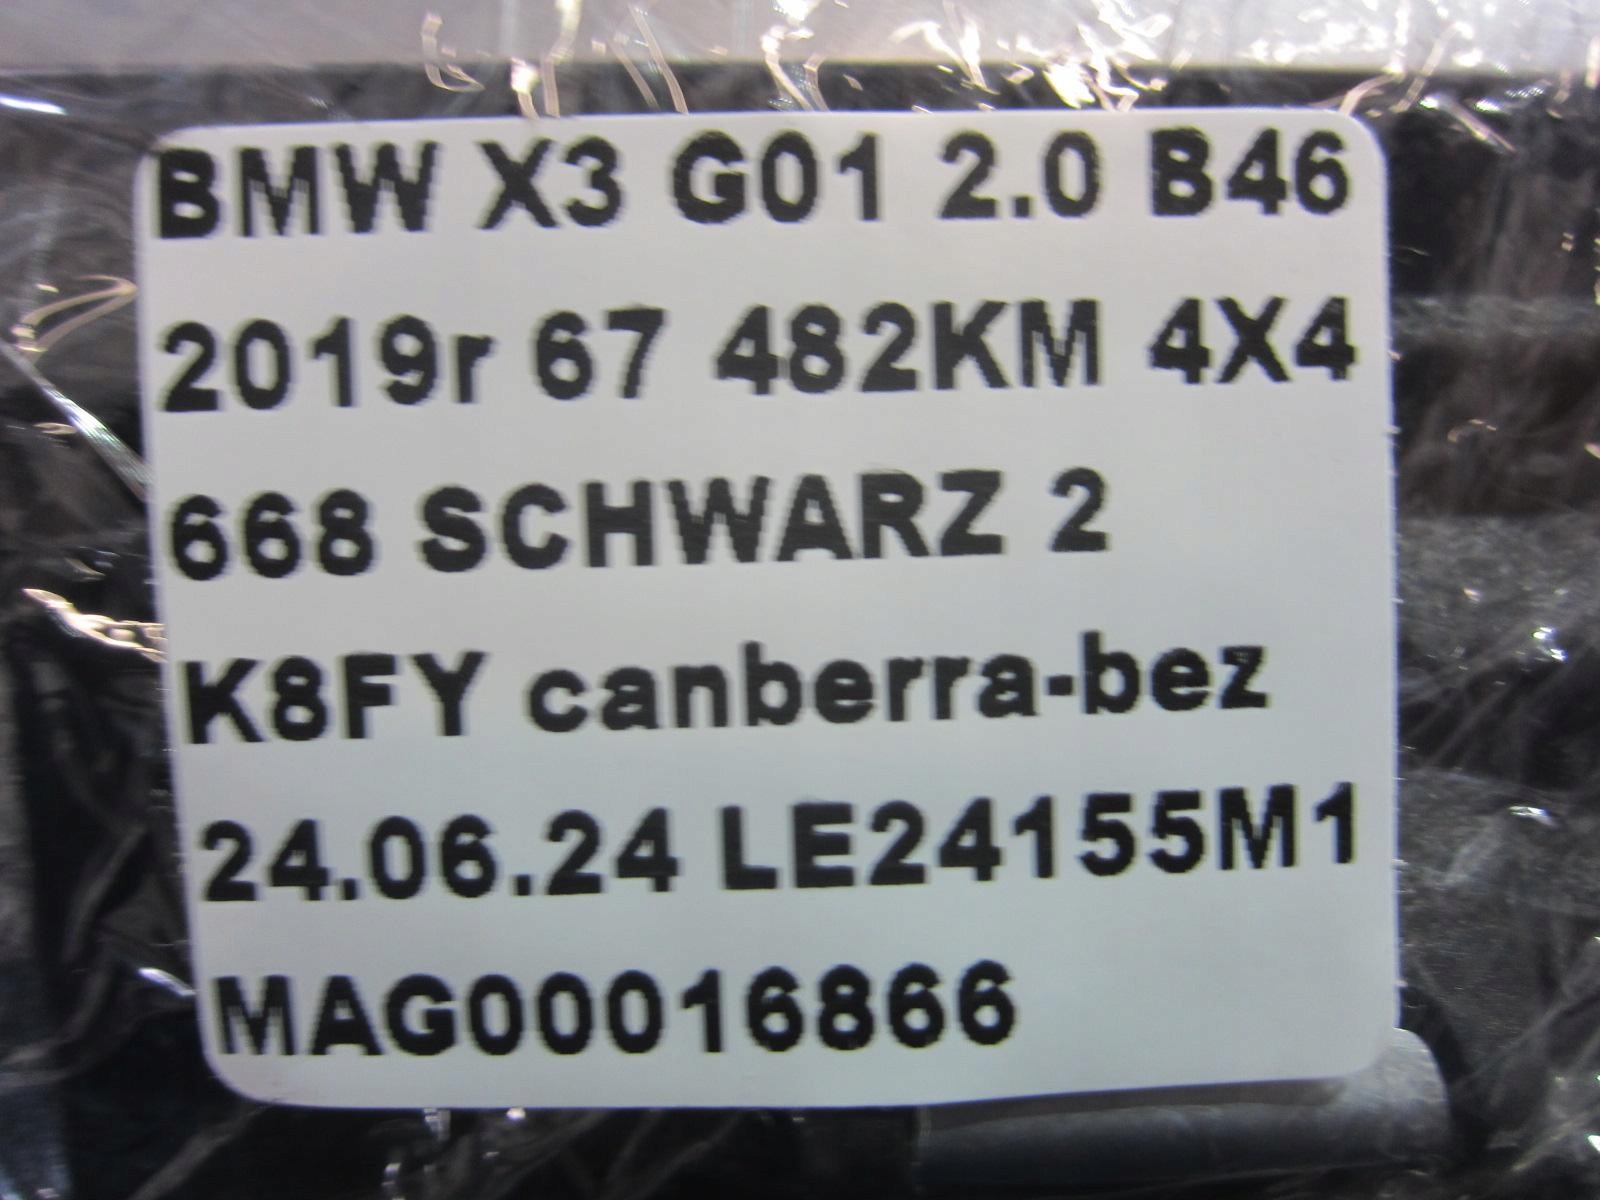 BMW X3 G01 2.0 B46
2019r 67 482KM 4X4
668 SCHWARZ 2
K8FY canberra-bez
24.06.24 LE24155M1
MAG00016866